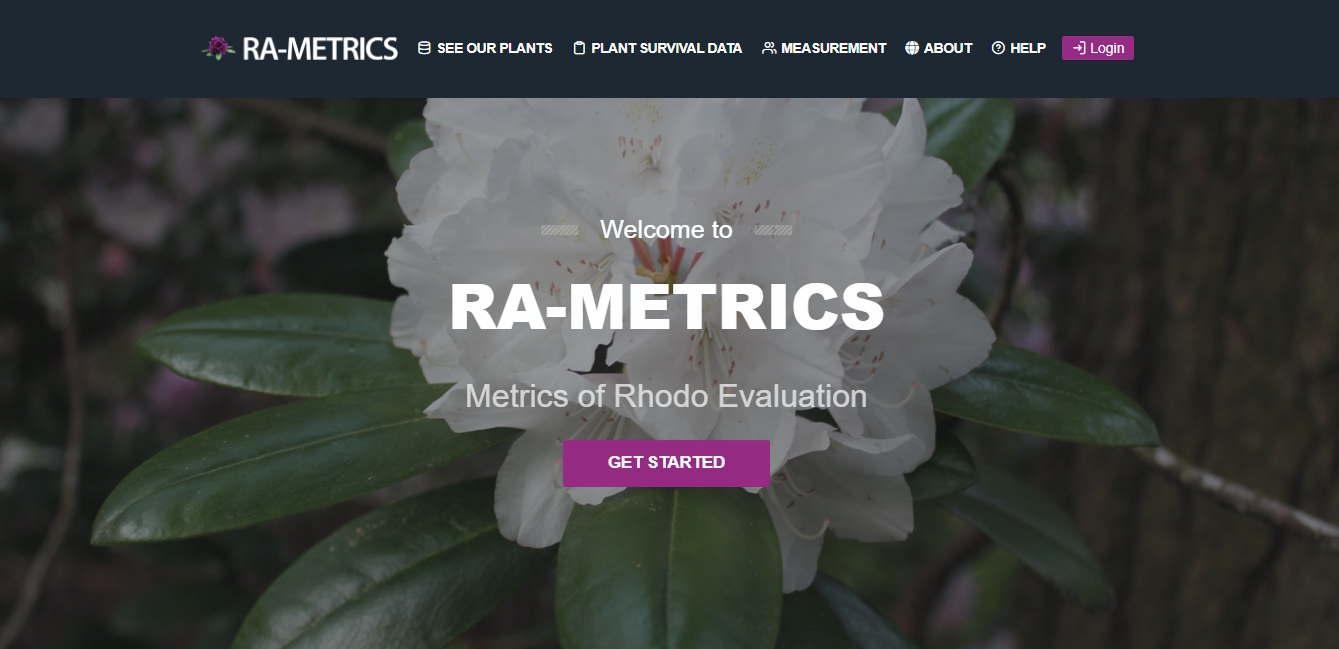 RA-METRICS SEE OUR PLANTS PLANT SURVIVAL DATA MEASUREMENT ABOUT HELP Login
Welcome to
RA-METRICS
Metrics of Rhodo Evaluation
GET STARTED